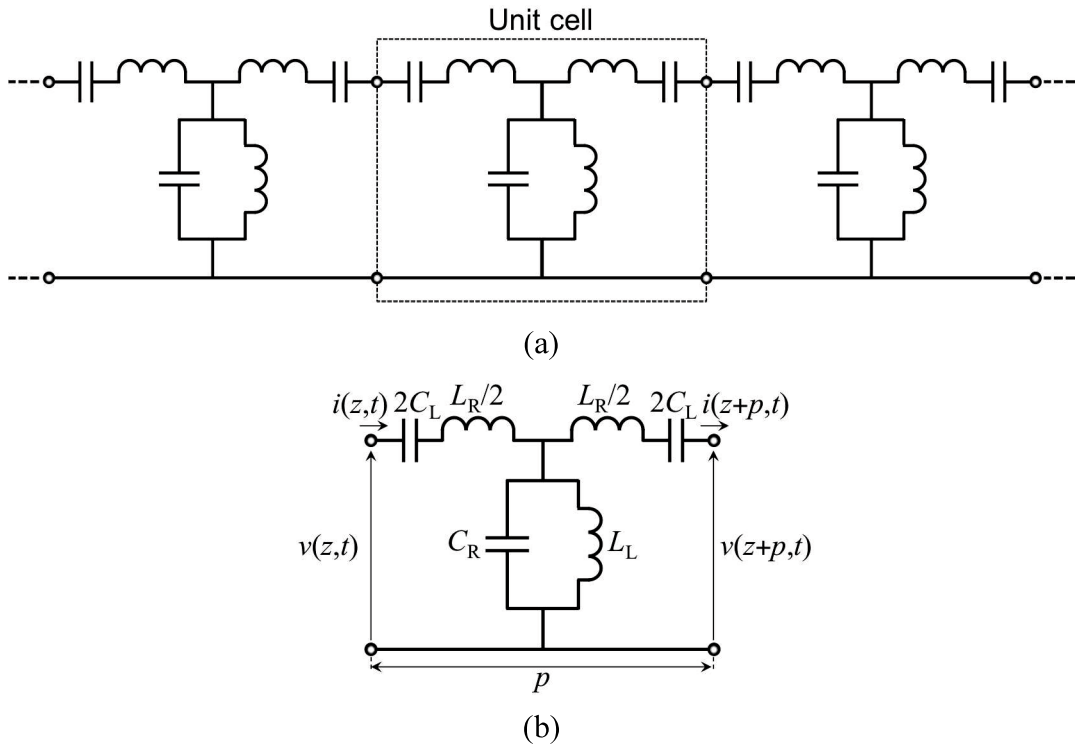 Unit cell
(a)
i(z,t) 2C_L L_R/2 L_R/2 2C_L i(z+p,t)
v(z,t) C_R L_L v(z+p,t)
p
(b)